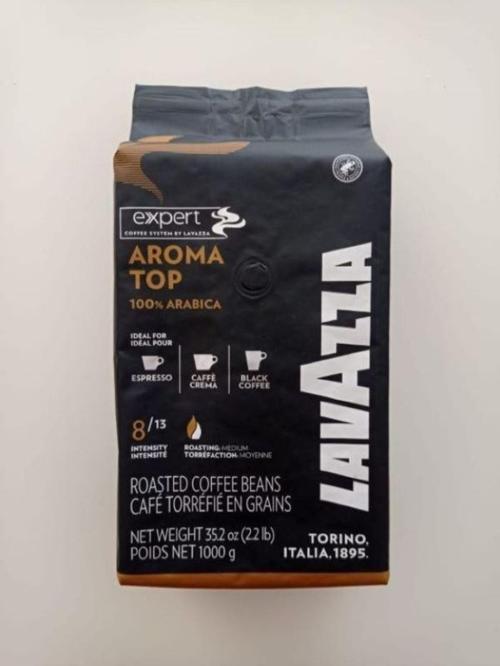 expert
COFFEE SYSTEM BY LAVAZZA
AROMA
TOP
100% ARABICA
IDEAL FOR
IDÉAL POUR
ESPRESSO
CAFFÈ
CREMA
BLACK
COFFEE
8/13
INTENSITY
INTENSITÉ
ROASTING: MEDIUM
TORRÉFACTION: MOYENNE
ROASTED COFFEE BEANS
CAFÉ TORRÉFIÉ EN GRAINS
NET WEIGHT 35.2 oz (2.2 lb)
POIDS NET 1000 g
LAVAZZA
TORINO,
ITALIA, 1895.